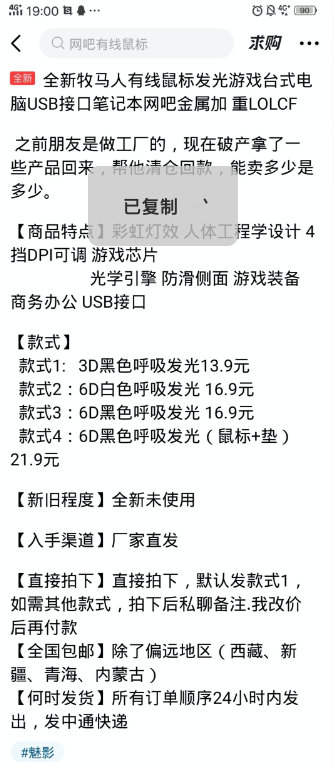 4G⁺ 19:00 4G⁺ 90
网吧有线鼠标 求购
全新 全新牧马人有线鼠标发光游戏台式电
脑USB接口笔记本网吧金属加 重LOLCF
之前朋友是做工厂的，现在破产拿了一
些产品回来，帮他清仓回款，能卖多少是
多少。
已复制
【商品特点】彩虹灯效 人体工程学设计 4
挡DPI可调 游戏芯片
光学引擎 防滑侧面 游戏装备
商务办公 USB接口
【款式】
款式1：3D黑色呼吸发光13.9元
款式2：6D白色呼吸发光 16.9元
款式3：6D黑色呼吸发光 16.9元
款式4：6D黑色呼吸发光（鼠标+垫）
21.9元
【新旧程度】全新未使用
【入手渠道】厂家直发
【直接拍下】直接拍下，默认发款式1，
如需其他款式，拍下后私聊备注.我改价
后再付款
【全国包邮】除了偏远地区（西藏、新
疆、青海、内蒙古）
【何时发货】所有订单顺序24小时内发
出，发中通快递
#魅影